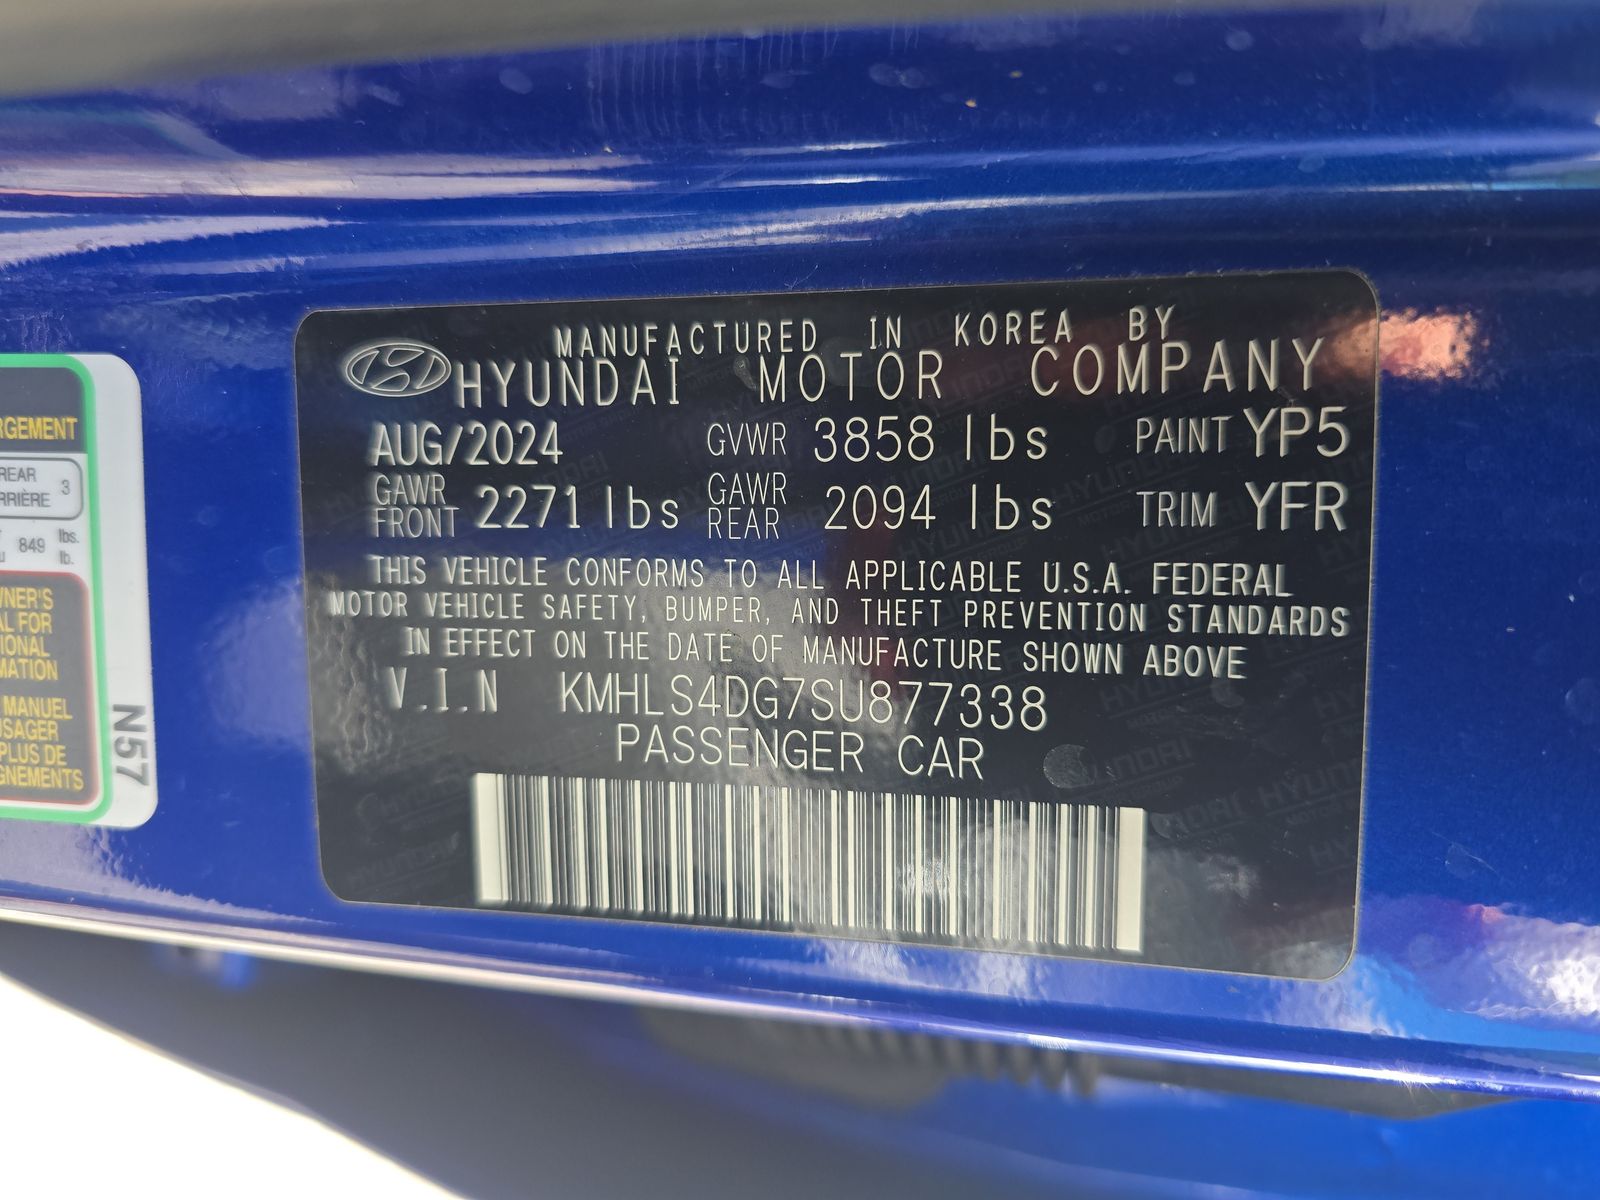 RGEMENT
REAR
RRIÈRE
3
849
lbs.
lb.
WNER'S
AL FOR
TIONAL
MATION
MANUEL
USAGER
PLUS DE
GNEMENTS
N57
MANUFACTURED IN KOREA BY
HYUNDAI MOTOR COMPANY
AUG/2024 GVWR 3858 lbs PAINT YP5
GAWR FRONT 2271 lbs GAWR REAR 2094 lbs TRIM YFR
THIS VEHICLE CONFORMS TO ALL APPLICABLE U.S.A. FEDERAL
MOTOR VEHICLE SAFETY, BUMPER, AND THEFT PREVENTION STANDARDS
IN EFFECT ON THE DATE OF MANUFACTURE SHOWN ABOVE
V.I.N KMHLS4DG7SU877338
PASSENGER CAR